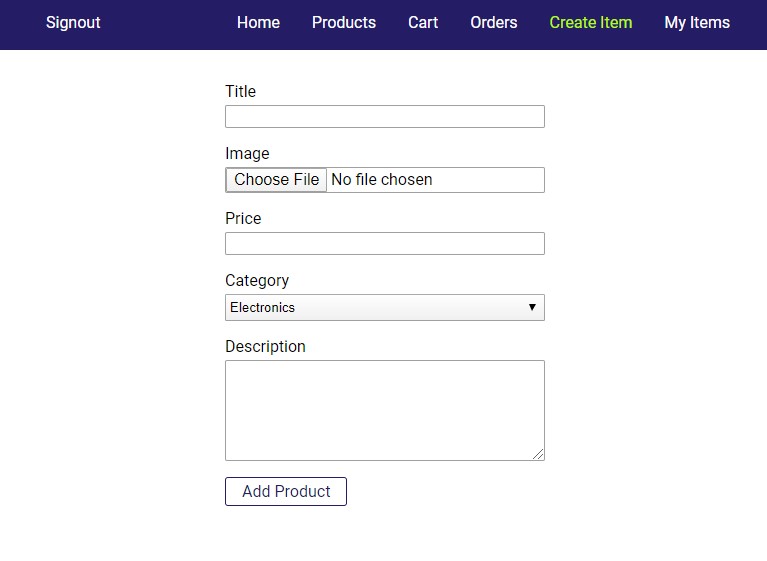 Signout Home Products Cart Orders Create Item My Items
Title
Image
Choose File No file chosen
Price
Category
Electronics
Description
Add Product